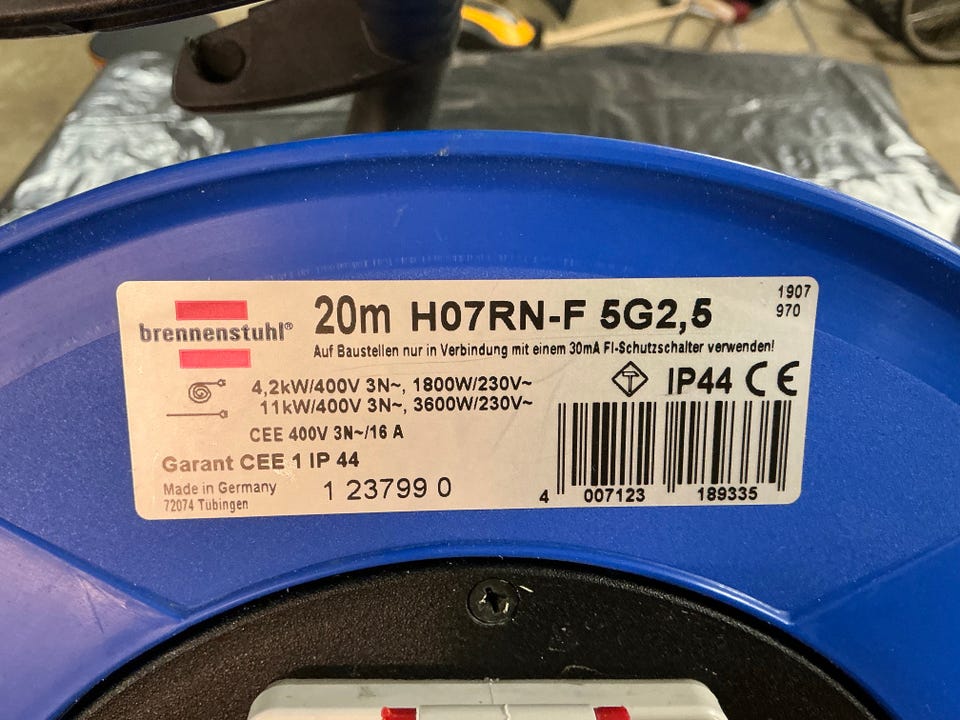 brennenstuhl®
20m H07RN-F 5G2,5
1907
970
Auf Baustellen nur in Verbindung mit einem 30mA FI-Schutzschalter verwenden!
4,2kW/400V 3N~, 1800W/230V~
11kW/400V 3N~, 3600W/230V~
T IP44 CE
CEE 400V 3N~/16 A
Garant CEE 1 IP 44
Made in Germany
72074 Tübingen
1 23799 0
4 007123 189335